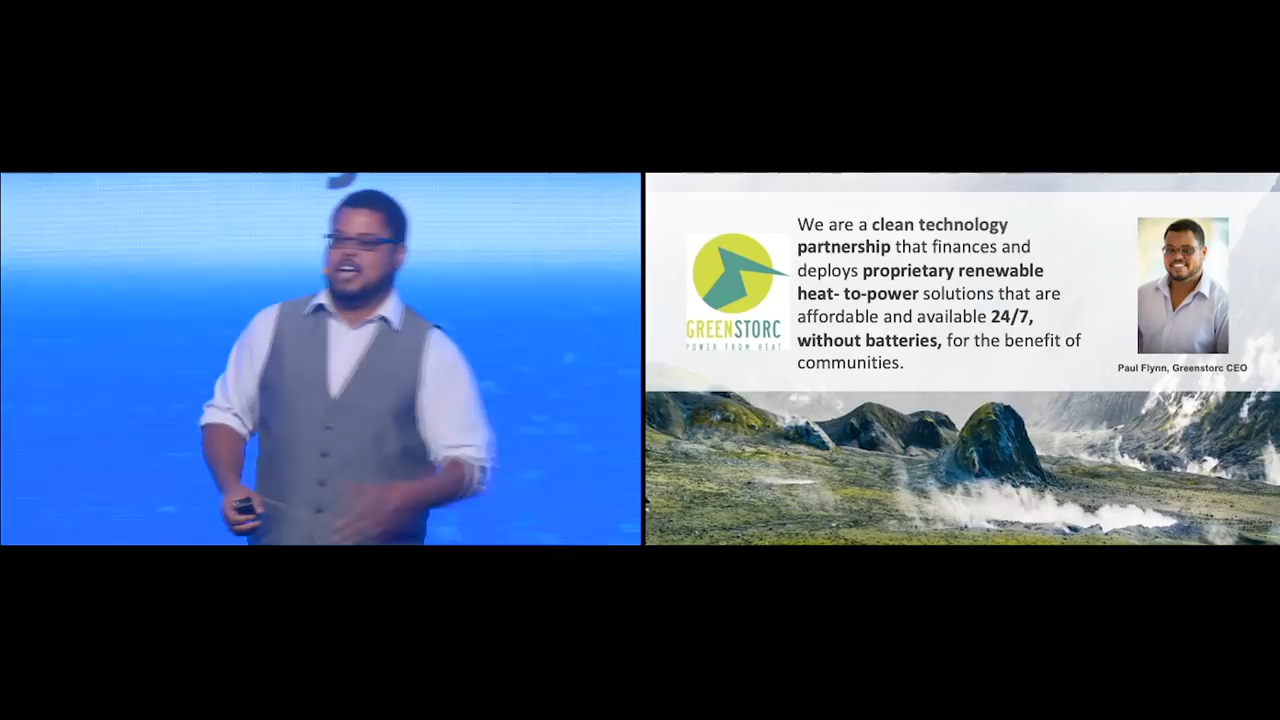 We are a clean technology
partnership that finances and
deploys proprietary renewable
heat- to-power solutions that are
affordable and available 24/7,
without batteries, for the benefit of
communities.
GREENSTORC
POWER FROM HEAT
Paul Flynn, Greenstorc CEO